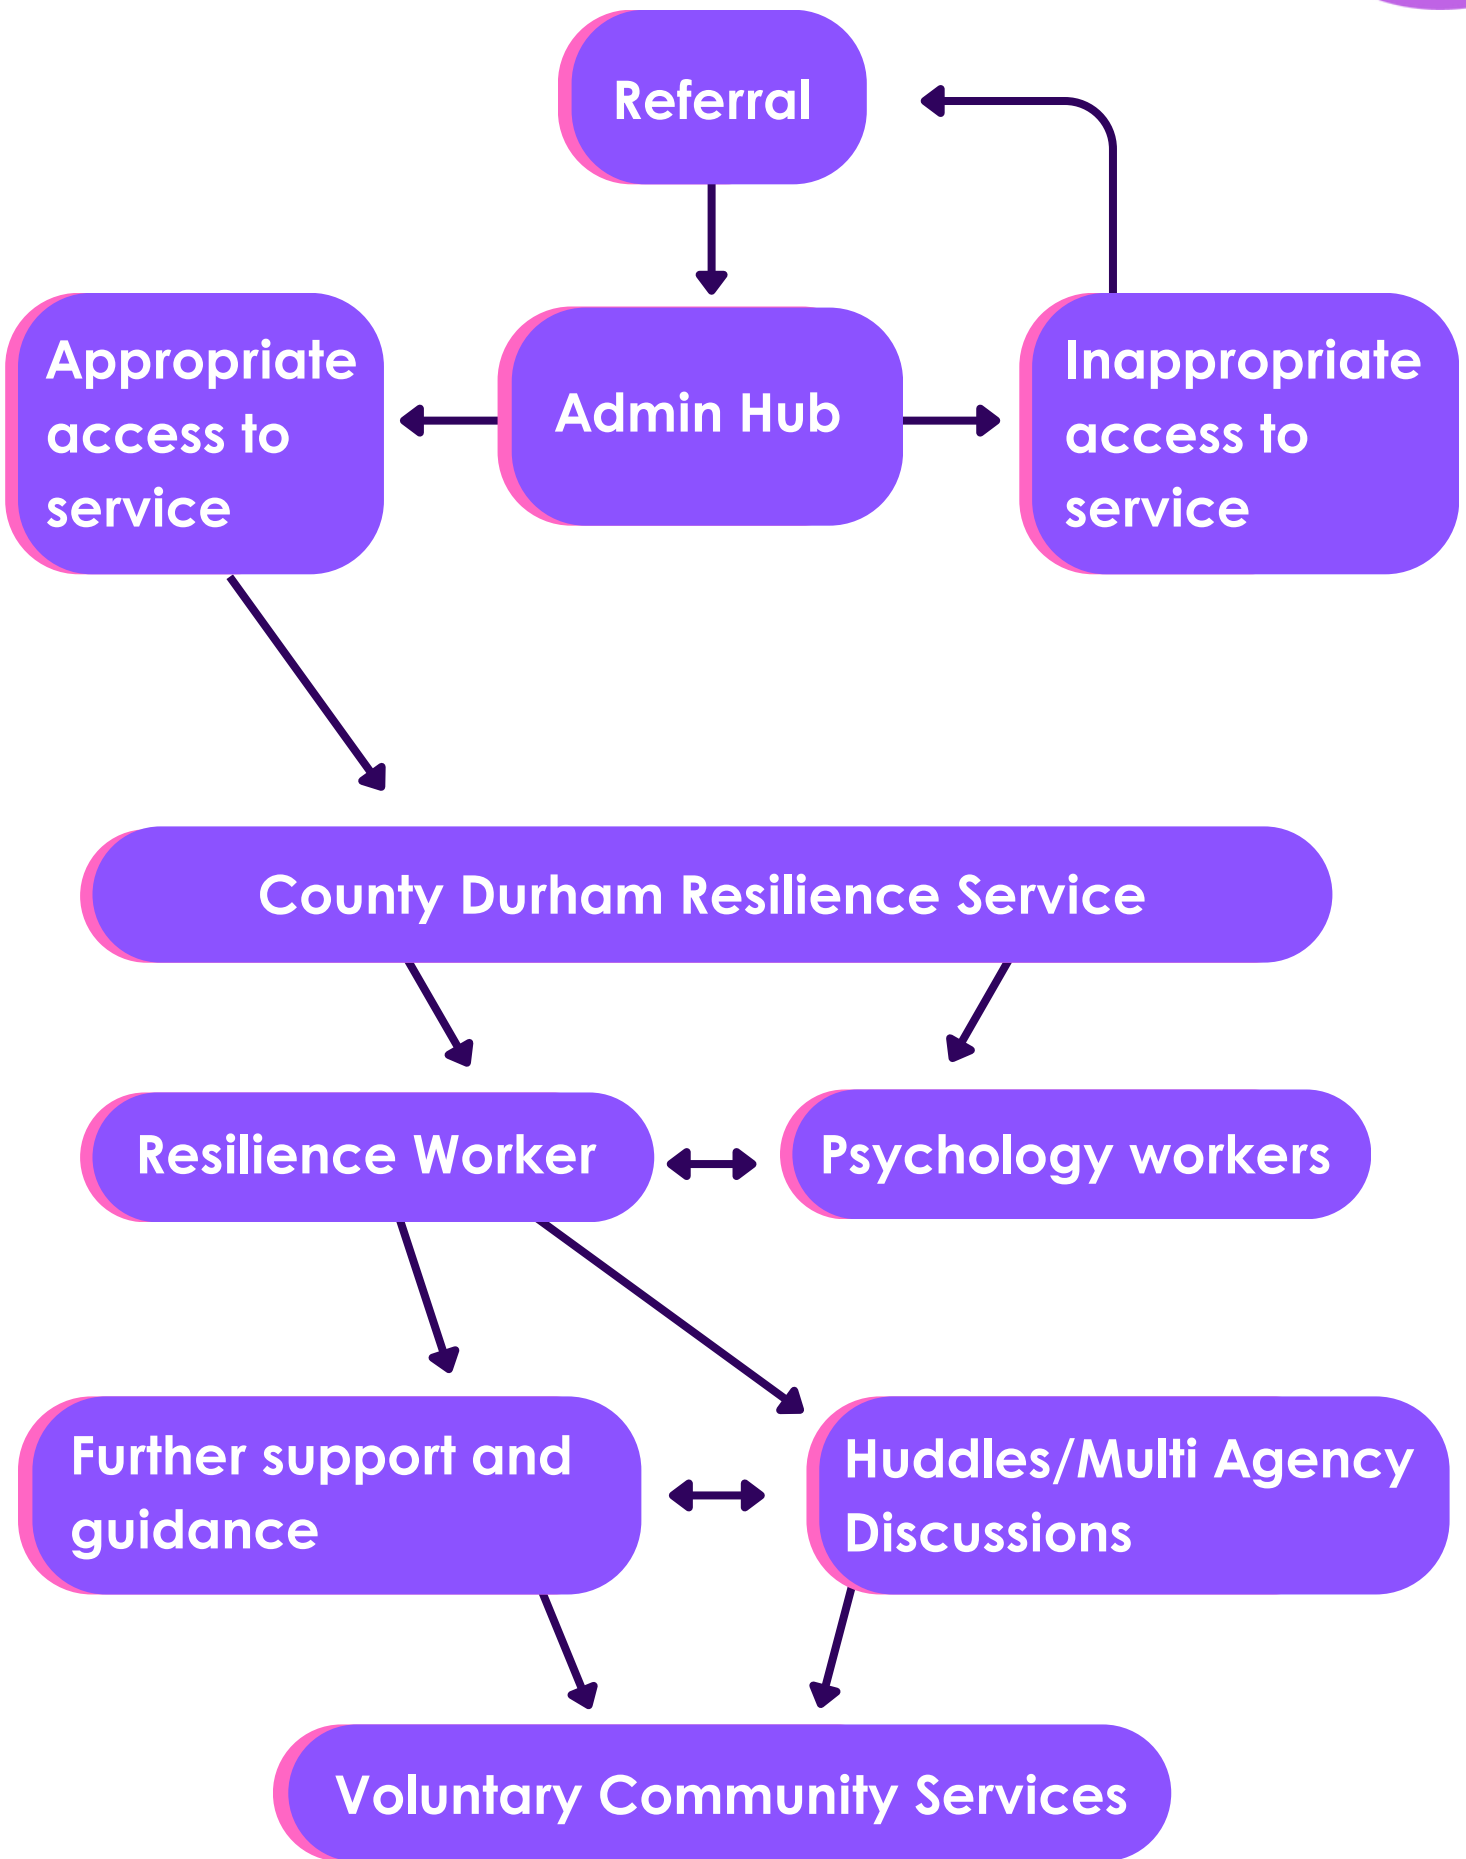 Referral
Appropriate
access to
service
Admin Hub
Inappropriate
access to
service
County Durham Resilience Service
Resilience Worker
Psychology workers
Further support and
guidance
Huddles/Multi Agency
Discussions
Voluntary Community Services